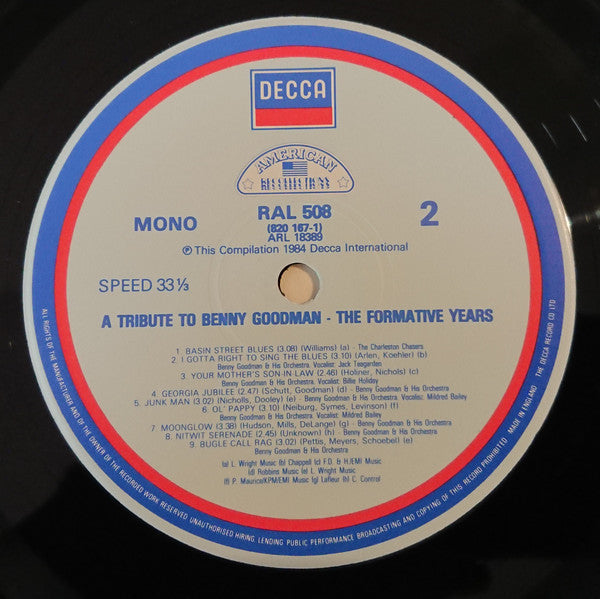 DECCA
AMERICAN
RECOLLECTIONS
MONO
RAL 508
(820 167-1)
ARL 18389
2
℗ This Compilation 1984 Decca International
SPEED 33⅓
A TRIBUTE TO BENNY GOODMAN - THE FORMATIVE YEARS
1. BASIN STREET BLUES (3.08) (Williams) (a) - The Charleston Chasers
2. I GOTTA RIGHT TO SING THE BLUES (3.10) (Arlen, Koehler) (b)
Benny Goodman & His Orchestra. Vocalist: Jack Teagarden
3. YOUR MOTHER'S SON-IN-LAW (2.46) (Holiner, Nichols) (c)
Benny Goodman & His Orchestra. Vocalist: Billie Holiday
4. GEORGIA JUBILEE (2.47) (Schutt, Goodman) (d) - Benny Goodman & His Orchestra
5. JUNK MAN (3.02) (Nicholls, Dooley) (e) - Benny Goodman & His Orchestra. Vocalist: Mildred Bailey
6. OL' PAPPY (3.10) (Neiburg, Symes, Levinson) (f)
Benny Goodman & His Orchestra. Vocalist: Mildred Bailey
7. MOONGLOW (3.38) (Hudson, Mills, DeLange) (g) - Benny Goodman & His Orchestra
8. NITWIT SERENADE (2.45) (Unknown) (h) - Benny Goodman & His Orchestra
9. BUGLE CALL RAG (3.02) (Pettis, Meyers, Schoebel) (e)
Benny Goodman & His Orchestra
(a) L. Wright Music (b) Chappell (c) F.D. & H./EMI Music
(d) Robbins Music (e) L. Wright Music
(f) P. Maurice/KPM/EMI Music (g) Lafleur (h) C. Control
ALL RIGHTS OF THE MANUFACTURER AND OF THE OWNER OF THE RECORDED WORK RESERVED UNAUTHORISED HIRING, LENDING PUBLIC PERFORMANCE BROADCASTING AND COPYING OF THIS RECORD PROHIBITED MADE IN ENGLAND. THE DECCA RECORD CO LTD